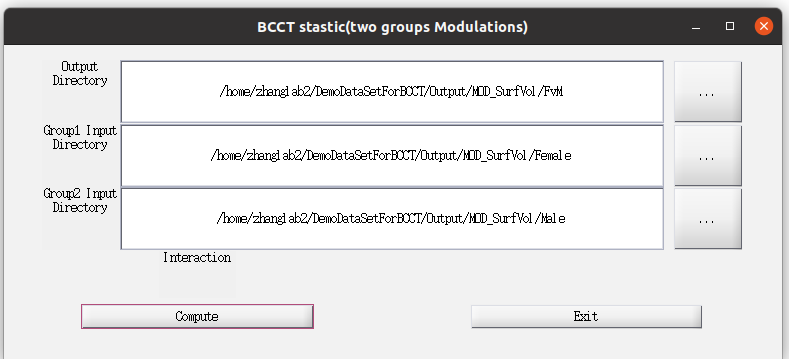 BCCT stastic(two groups Modulations)
Output
Directory
/home/zhanglab2/DemoDataSetForBCCT/Output/MOD_SurfVol/FvM
...
Group1 Input
Directory
/home/zhanglab2/DemoDataSetForBCCT/Output/MOD_SurfVol/Female
...
Group2 Input
Directory
/home/zhanglab2/DemoDataSetForBCCT/Output/MOD_SurfVol/Male
...
Interaction
Compute
Exit